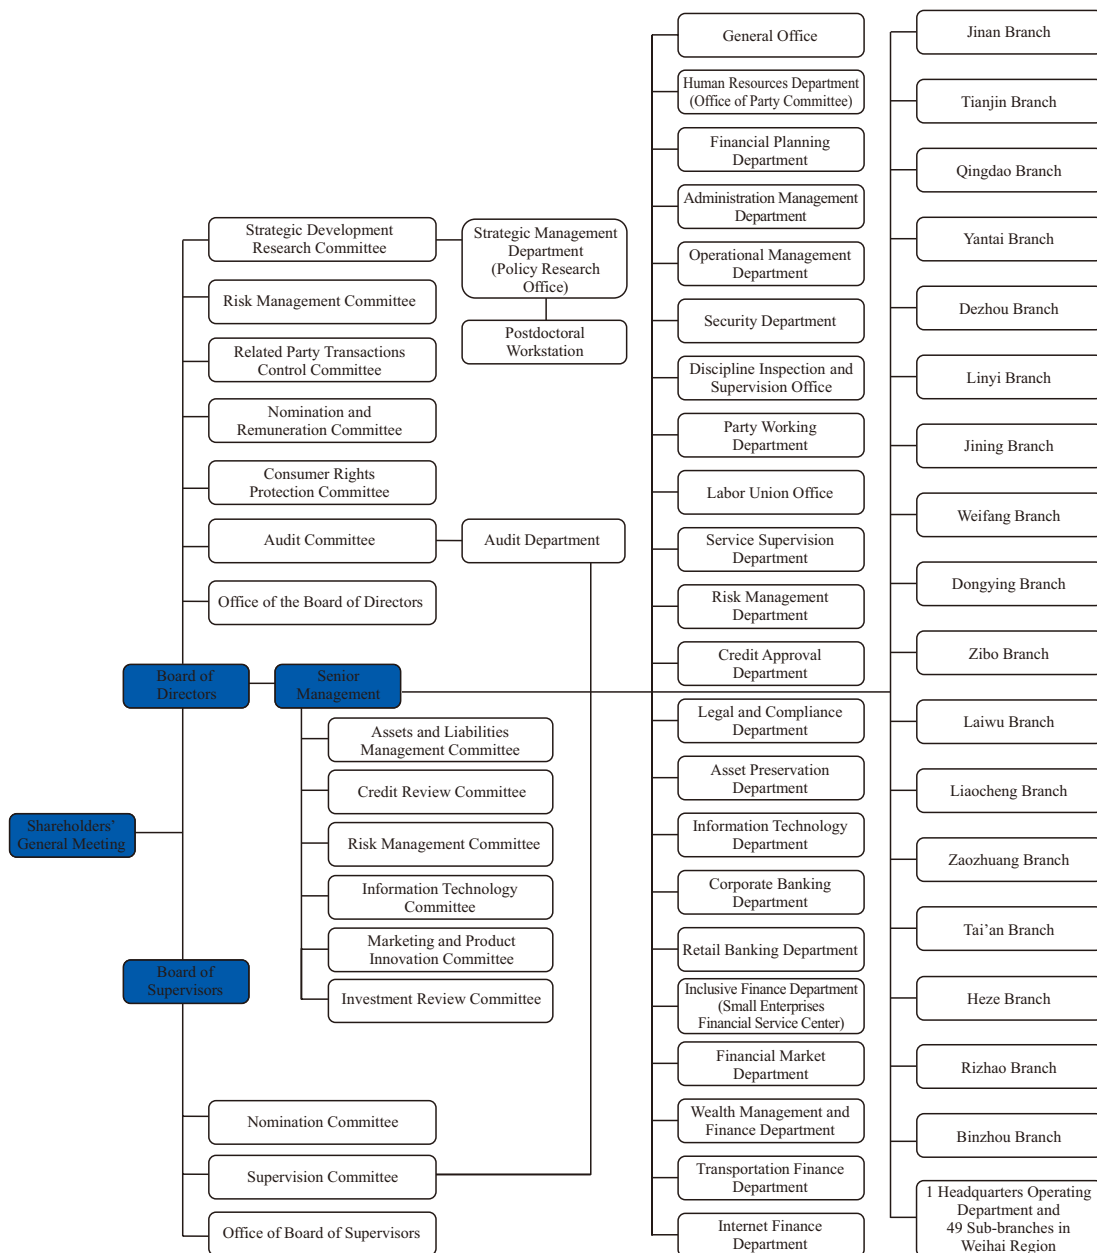 Shareholders'
General Meeting
Board of
Directors
Board of
Supervisors
Strategic Development
Research Committee
Risk Management Committee
Related Party Transactions
Control Committee
Nomination and
Remuneration Committee
Consumer Rights
Protection Committee
Audit Committee
Office of the Board of Directors
Strategic Management
Department
(Policy Research
Office)
Postdoctoral
Workstation
Audit Department
Senior
Management
Assets and Liabilities
Management Committee
Credit Review Committee
Risk Management Committee
Information Technology
Committee
Marketing and Product
Innovation Committee
Investment Review Committee
Nomination Committee
Supervision Committee
Office of Board of Supervisors
General Office
Human Resources Department
(Office of Party Committee)
Financial Planning
Department
Administration Management
Department
Operational Management
Department
Security Department
Discipline Inspection and
Supervision Office
Party Working
Department
Labor Union Office
Service Supervision
Department
Risk Management
Department
Credit Approval
Department
Legal and Compliance
Department
Asset Preservation
Department
Information Technology
Department
Corporate Banking
Department
Retail Banking Department
Inclusive Finance Department
(Small Enterprises
Financial Service Center)
Financial Market
Department
Wealth Management and
Finance Department
Transportation Finance
Department
Internet Finance
Department
Jinan Branch
Tianjin Branch
Qingdao Branch
Yantai Branch
Dezhou Branch
Linyi Branch
Jining Branch
Weifang Branch
Dongying Branch
Zibo Branch
Laiwu Branch
Liaocheng Branch
Zaozhuang Branch
Tai'an Branch
Heze Branch
Rizhao Branch
Binzhou Branch
1 Headquarters Operating
Department and
49 Sub-branches in
Weihai Region